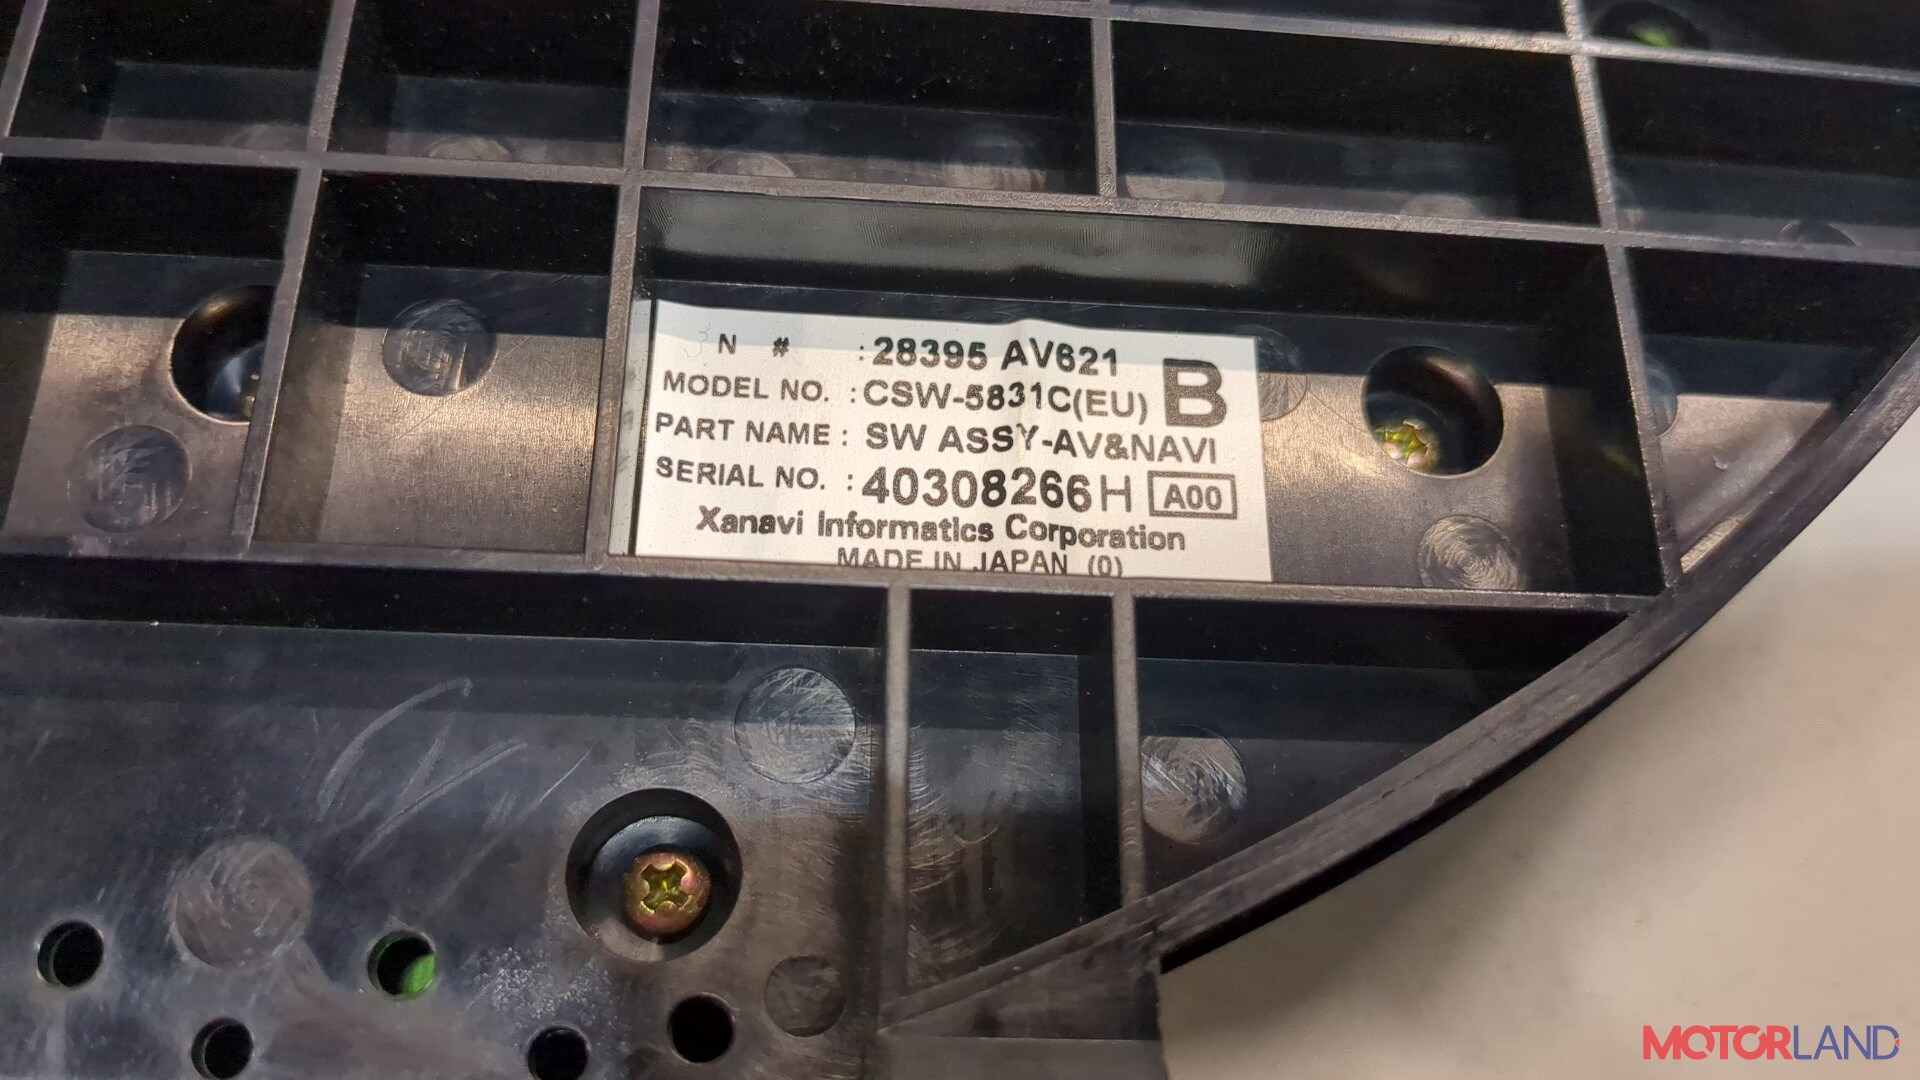 N # : 28395 AV621 B
MODEL NO. : CSW-5831C(EU)
PART NAME : SW ASSY-AV&NAVI
SERIAL NO. : 40308266H A00
Xanavi Informatics Corporation
MADE IN JAPAN (0)
MOTORLAND